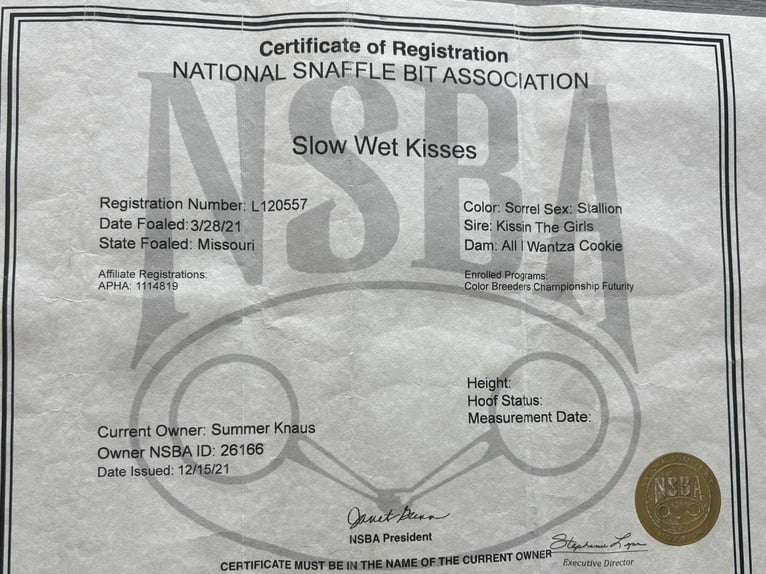 Certificate of Registration
NATIONAL SNAFFLE BIT ASSOCIATION
NSBA
Slow Wet Kisses
Registration Number: L120557
Date Foaled:3/28/21
State Foaled: Missouri
Color: Sorrel Sex: Stallion
Sire: Kissin The Girls
Dam: All I Wantza Cookie
Affiliate Registrations:
APHA: 1114819
Enrolled Programs:
Color Breeders Championship Futurity
Height:
Hoof Status:
Measurement Date:
Current Owner: Summer Knaus
Owner NSBA ID: 26166
Date Issued: 12/15/21
NSBA
NSBA President
Executive Director
CERTIFICATE MUST BE IN THE NAME OF THE CURRENT OWNER